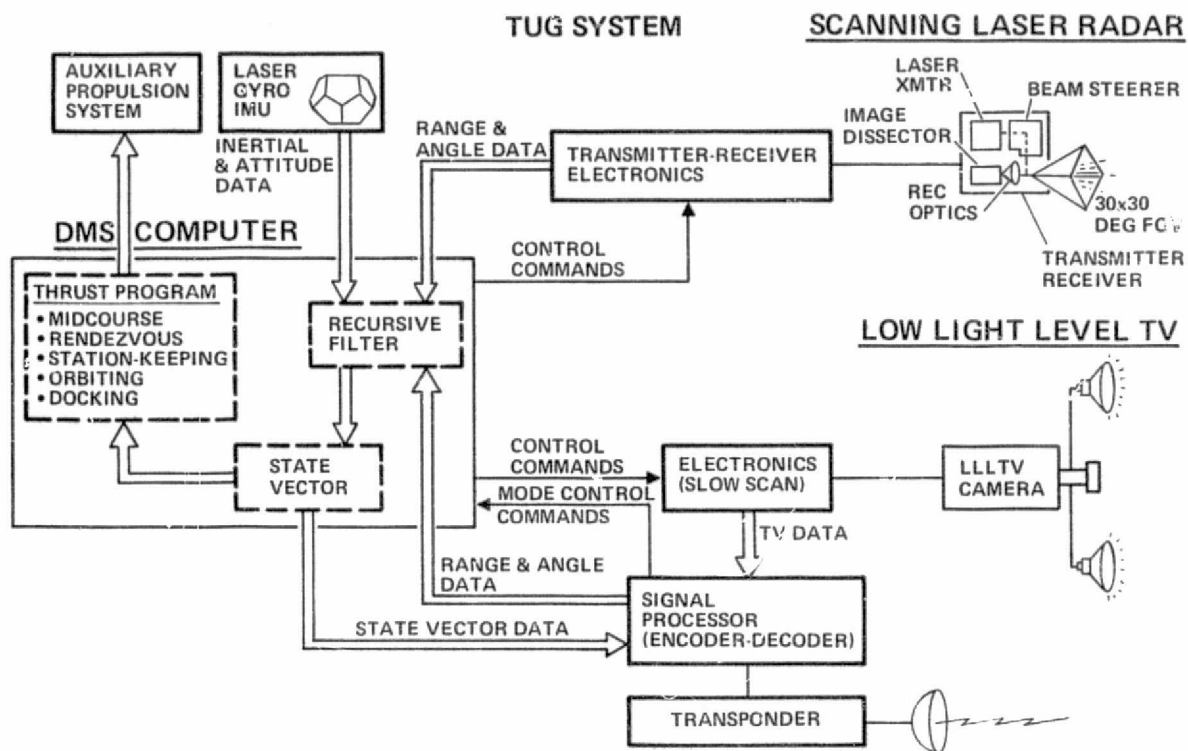 TUG SYSTEM
SCANNING LASER RADAR
AUXILIARY
PROPULSION
SYSTEM
LASER
GYRO
IMU
INERTIAL
& ATTITUDE
DATA
RANGE &
ANGLE DATA
TRANSMITTER-RECEIVER
ELECTRONICS
LASER
XMTR
BEAM STEERER
IMAGE
DISSECTOR
REC
OPTICS
30x30
DEG
TRANSMITTER
RECEIVER
DMS COMPUTER
CONTROL
COMMANDS
THRUST PROGRAM
• MIDCOURSE
• RENDEZVOUS
• STATION-KEEPING
• ORBITING
• DOCKING
RECURSIVE
FILTER
STATE
VECTOR
LOW LIGHT LEVEL TV
CONTROL
COMMANDS
MODE CONTROL
COMMANDS
ELECTRONICS
(SLOW SCAN)
LLLTV
CAMERA
TV DATA
RANGE & ANGLE
DATA
STATE VECTOR DATA
SIGNAL
PROCESSOR
(ENCODER-DECODER)
TRANSPONDER